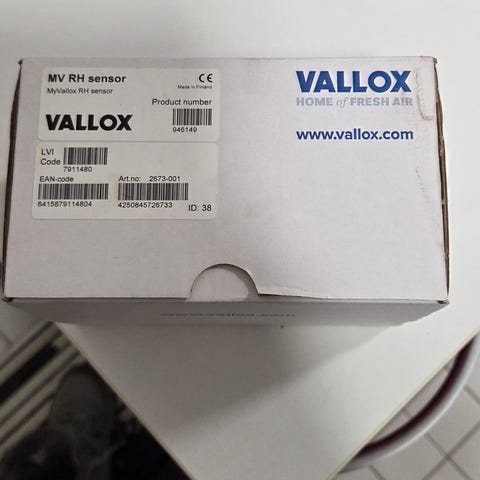 MV RH sensor
MyVallox RH sensor
CE
Made in Finland
Product number
946149
VALLOX
LVI
Code
7911480
EAN-code
Art.no: 2673-001
6415879114804
4250845726733
ID: 38
VALLOX
HOME of FRESH AIR
www.vallox.com